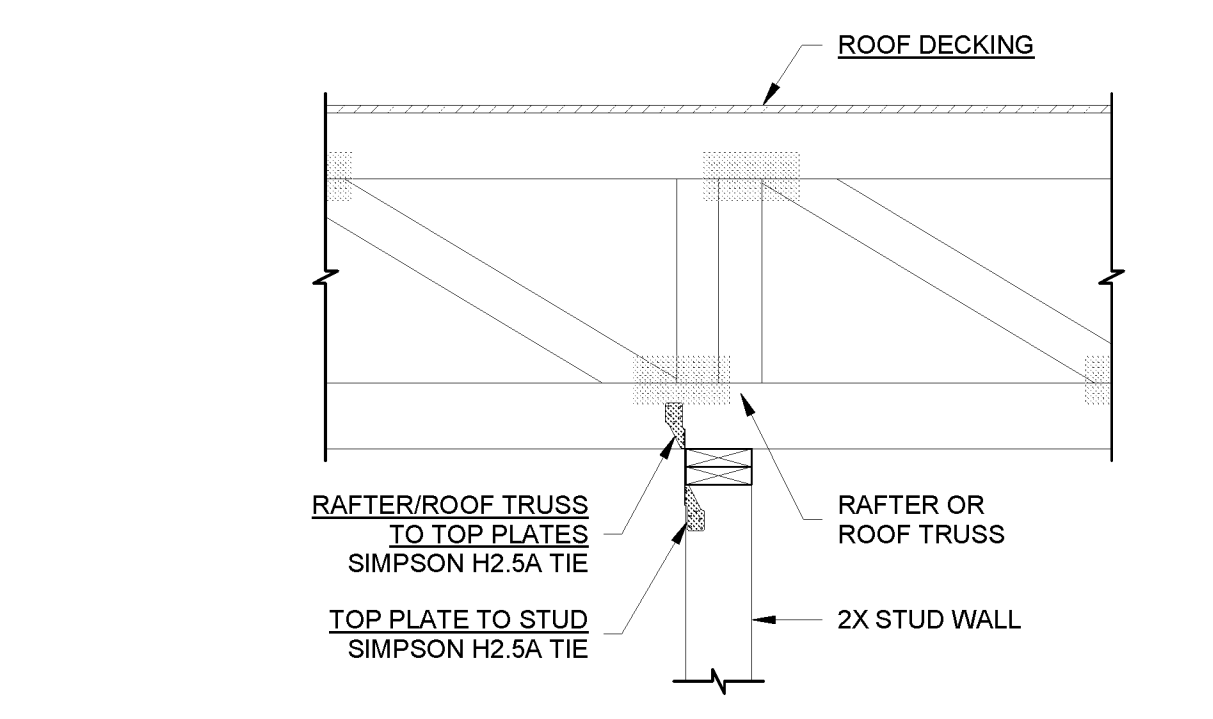 ROOF DECKING
RAFTER/ROOF TRUSS
TO TOP PLATES
SIMPSON H2.5A TIE
RAFTER OR
ROOF TRUSS
TOP PLATE TO STUD
SIMPSON H2.5A TIE
2X STUD WALL